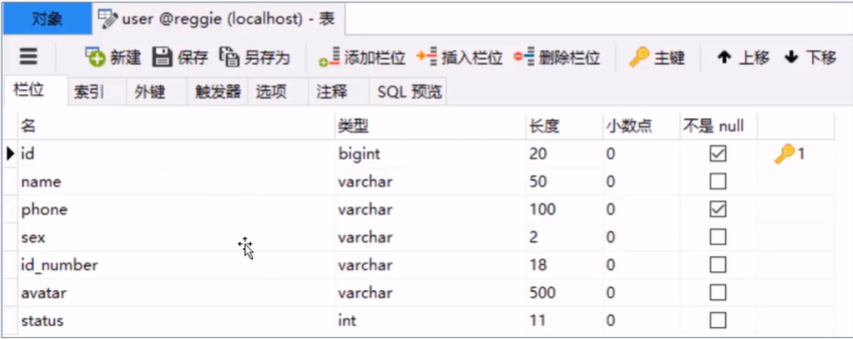 对象 user @reggie (localhost) - 表
新建 保存 另存为 添加栏位 插入栏位 删除栏位 主键 上移 下移
栏位 索引 外键 触发器 选项 注释 SQL 预览
名 类型 长度 小数点 不是 null
id bigint 20 0 1
name varchar 50 0
phone varchar 100 0
sex varchar 2 0
id_number varchar 18 0
avatar varchar 500 0
status int 11 0